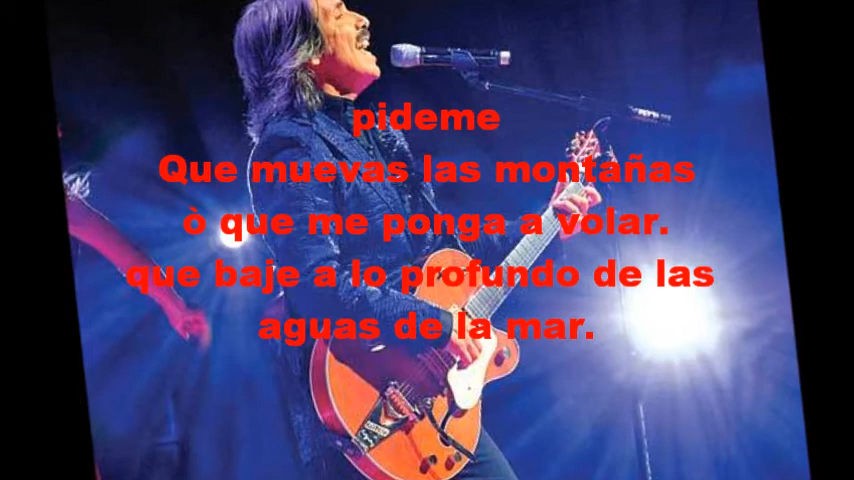 pideme
Que muevas las montañas
ò que me ponga a volar.
que baje a lo profundo de las
aguas de la mar.